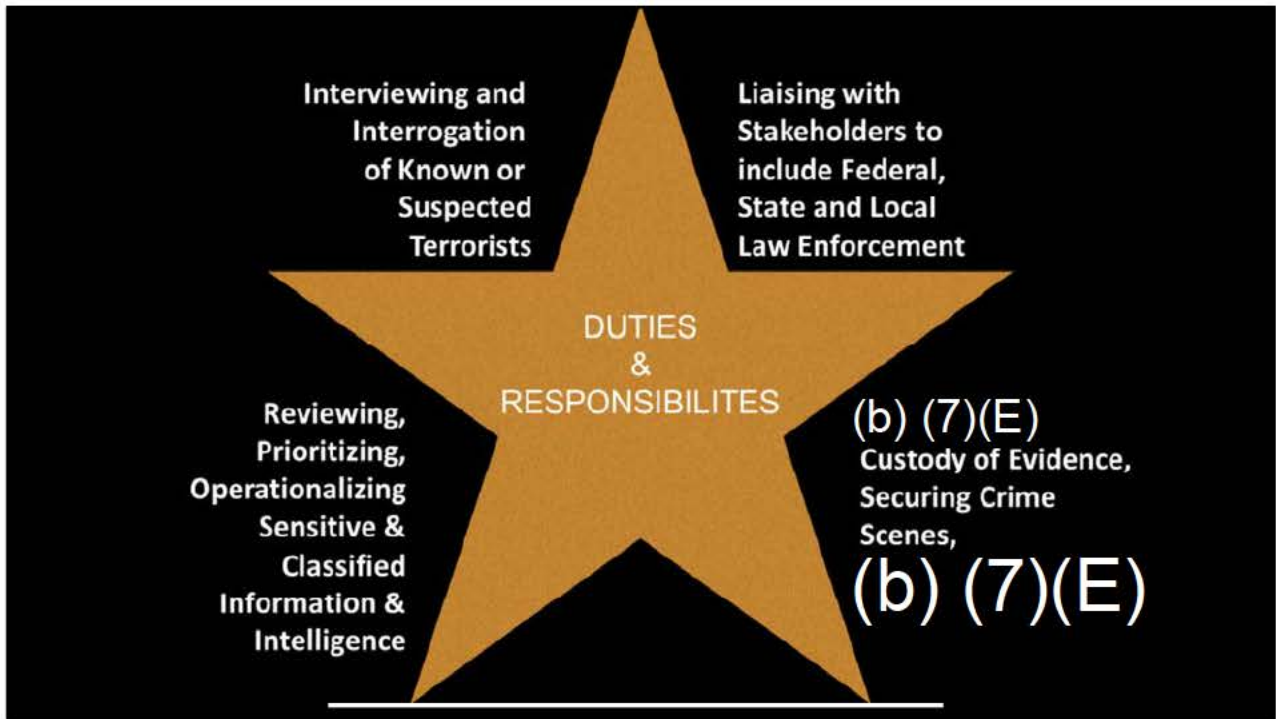 Interviewing and
Interrogation
of Known or
Suspected
Terrorists
Liaising with
Stakeholders to
include Federal,
State and Local
Law Enforcement
DUTIES
&
RESPONSIBILITES
Reviewing,
Prioritizing,
Operationalizing
Sensitive &
Classified
Information &
Intelligence
(b) (7)(E)
Custody of Evidence,
Securing Crime
Scenes,
(b) (7)(E)